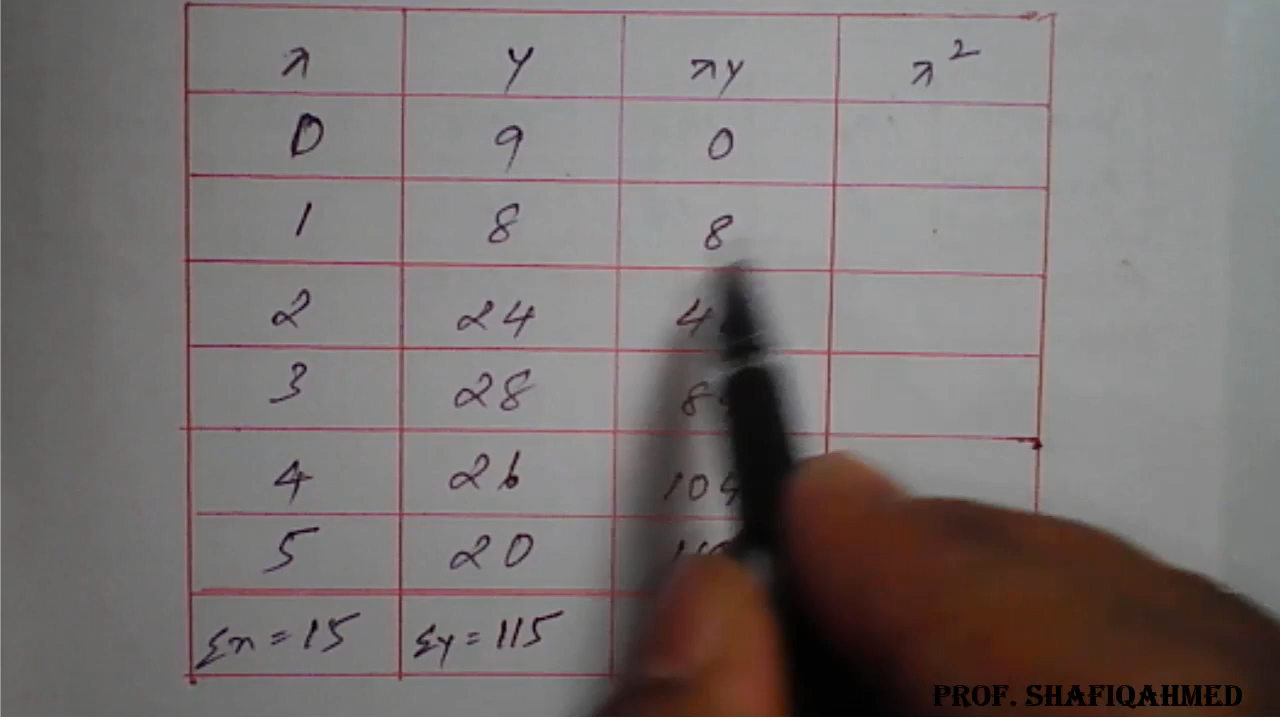 x y xy x²
0 9 0
1 8 8
2 24
3 28
4 26 104
5 20
Σx = 15 Σy = 115
PROF. SHAFIQAHMED